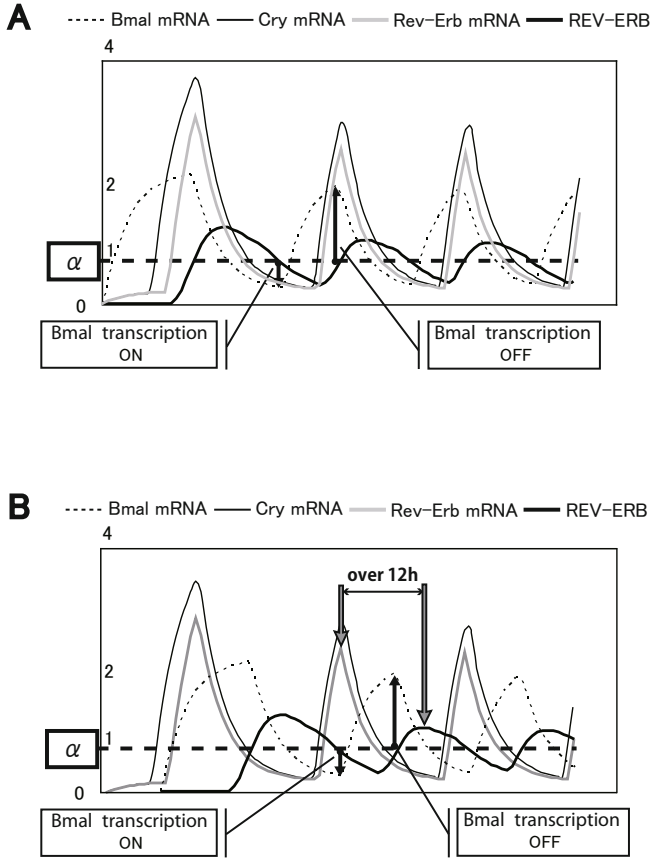 A
Bmal mRNA Cry mRNA Rev-Erb mRNA REV-ERB
4
2
1
α
0
Bmal transcription
ON
Bmal transcription
OFF
B
Bmal mRNA Cry mRNA Rev-Erb mRNA REV-ERB
4
over 12h
2
1
α
0
Bmal transcription
ON
Bmal transcription
OFF